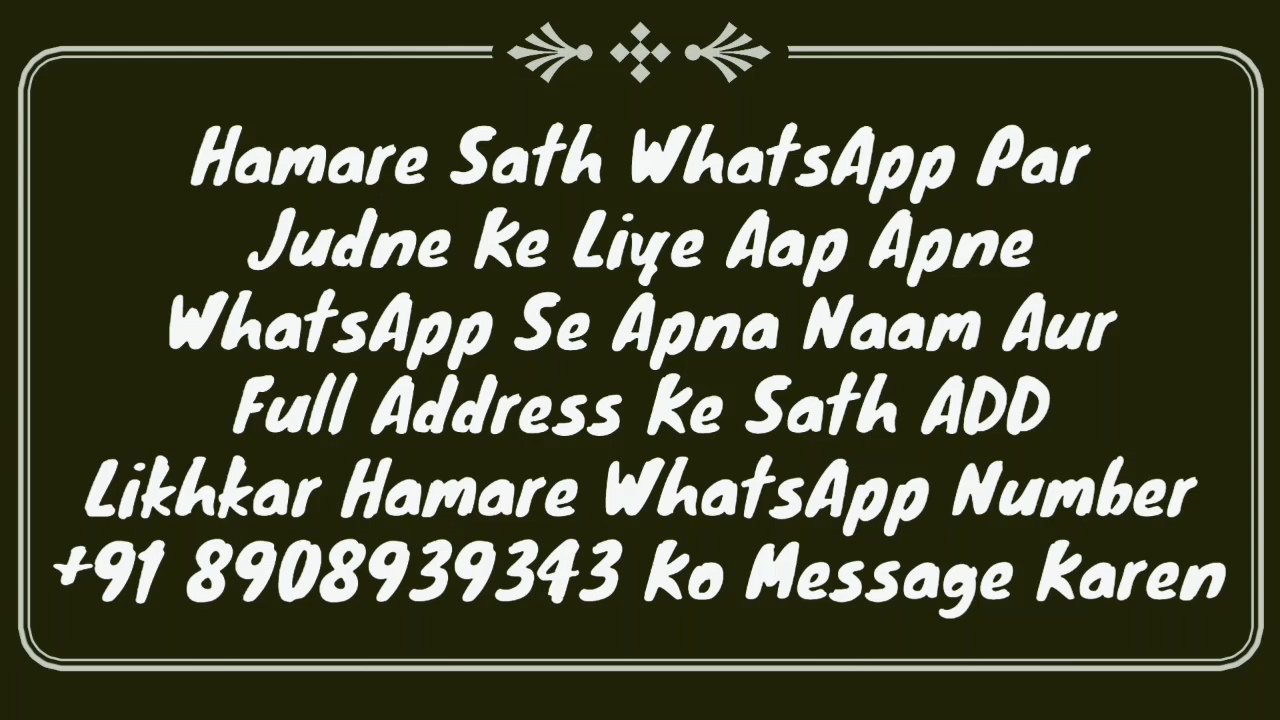 Hamare Sath WhatsApp Par
Judne Ke Liye Aap Apne
WhatsApp Se Apna Naam Aur
Full Address Ke Sath ADD
Likhkar Hamare WhatsApp Number
+91 8908939343 Ko Message Karen